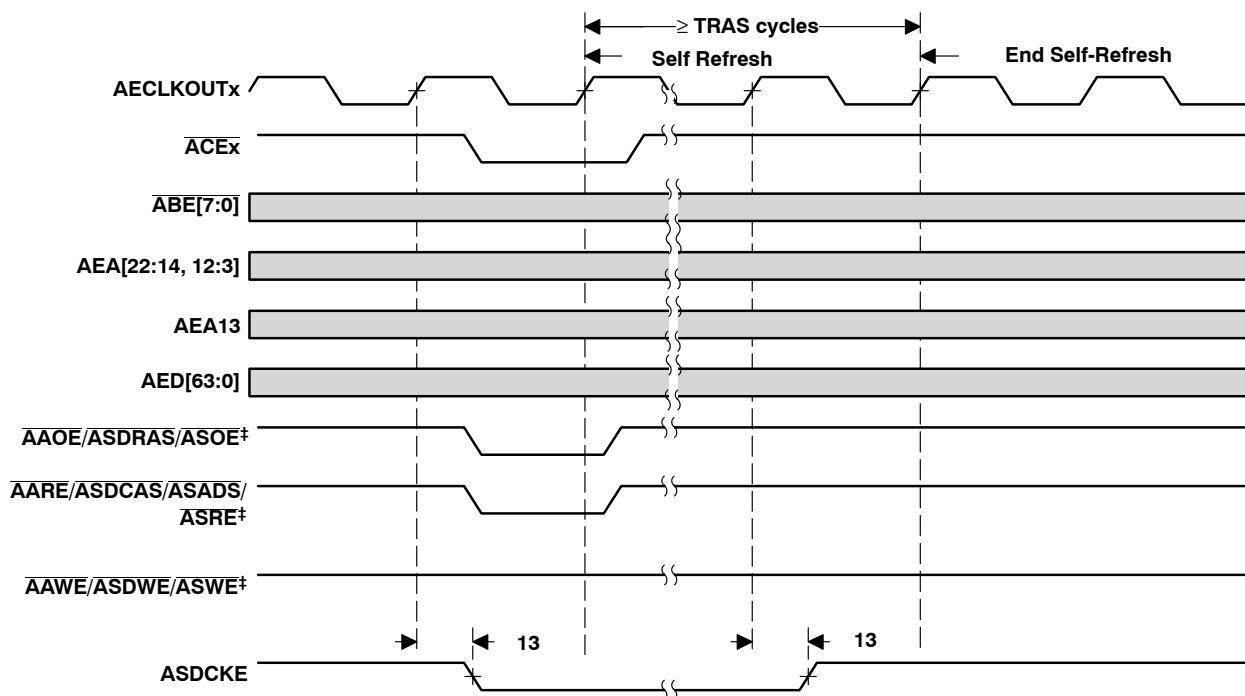 ≥ TRAS cycles
Self Refresh
End Self-Refresh
AECLKOUTx
ACEx
ABE[7:0]
AEA[22:14, 12:3]
AEA13
AED[63:0]
AAOE/ASDRAS/ASOE‡
AARE/ASDCAS/ASADS/
ASRE‡
AAWE/ASDWE/ASWE‡
13
13
ASDCKE